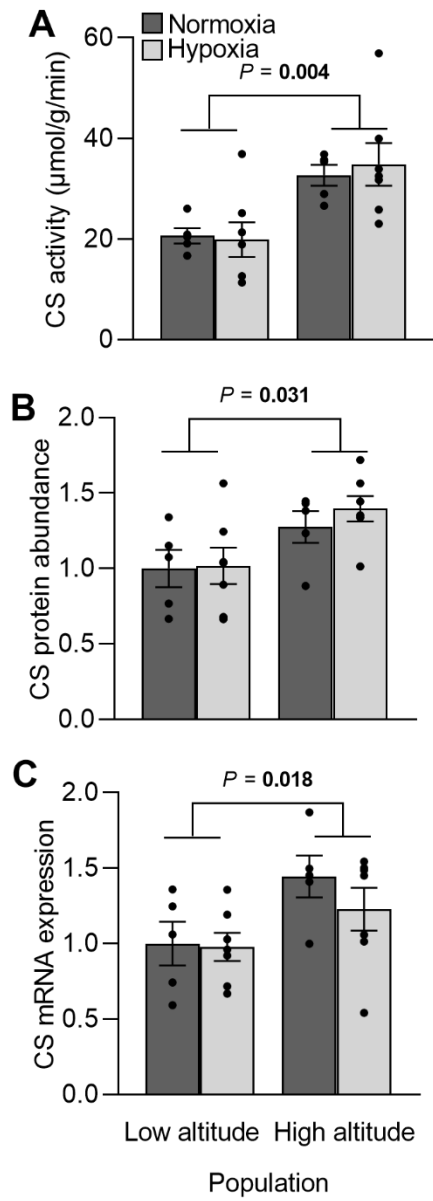 A
Normoxia
Hypoxia
P = 0.004
CS activity (µmol/g/min)
60
40
20
0
B
P = 0.031
CS protein abundance
2.0
1.5
1.0
0.5
0.0
C
P = 0.018
CS mRNA expression
2.0
1.5
1.0
0.5
0.0
Low altitude High altitude
Population